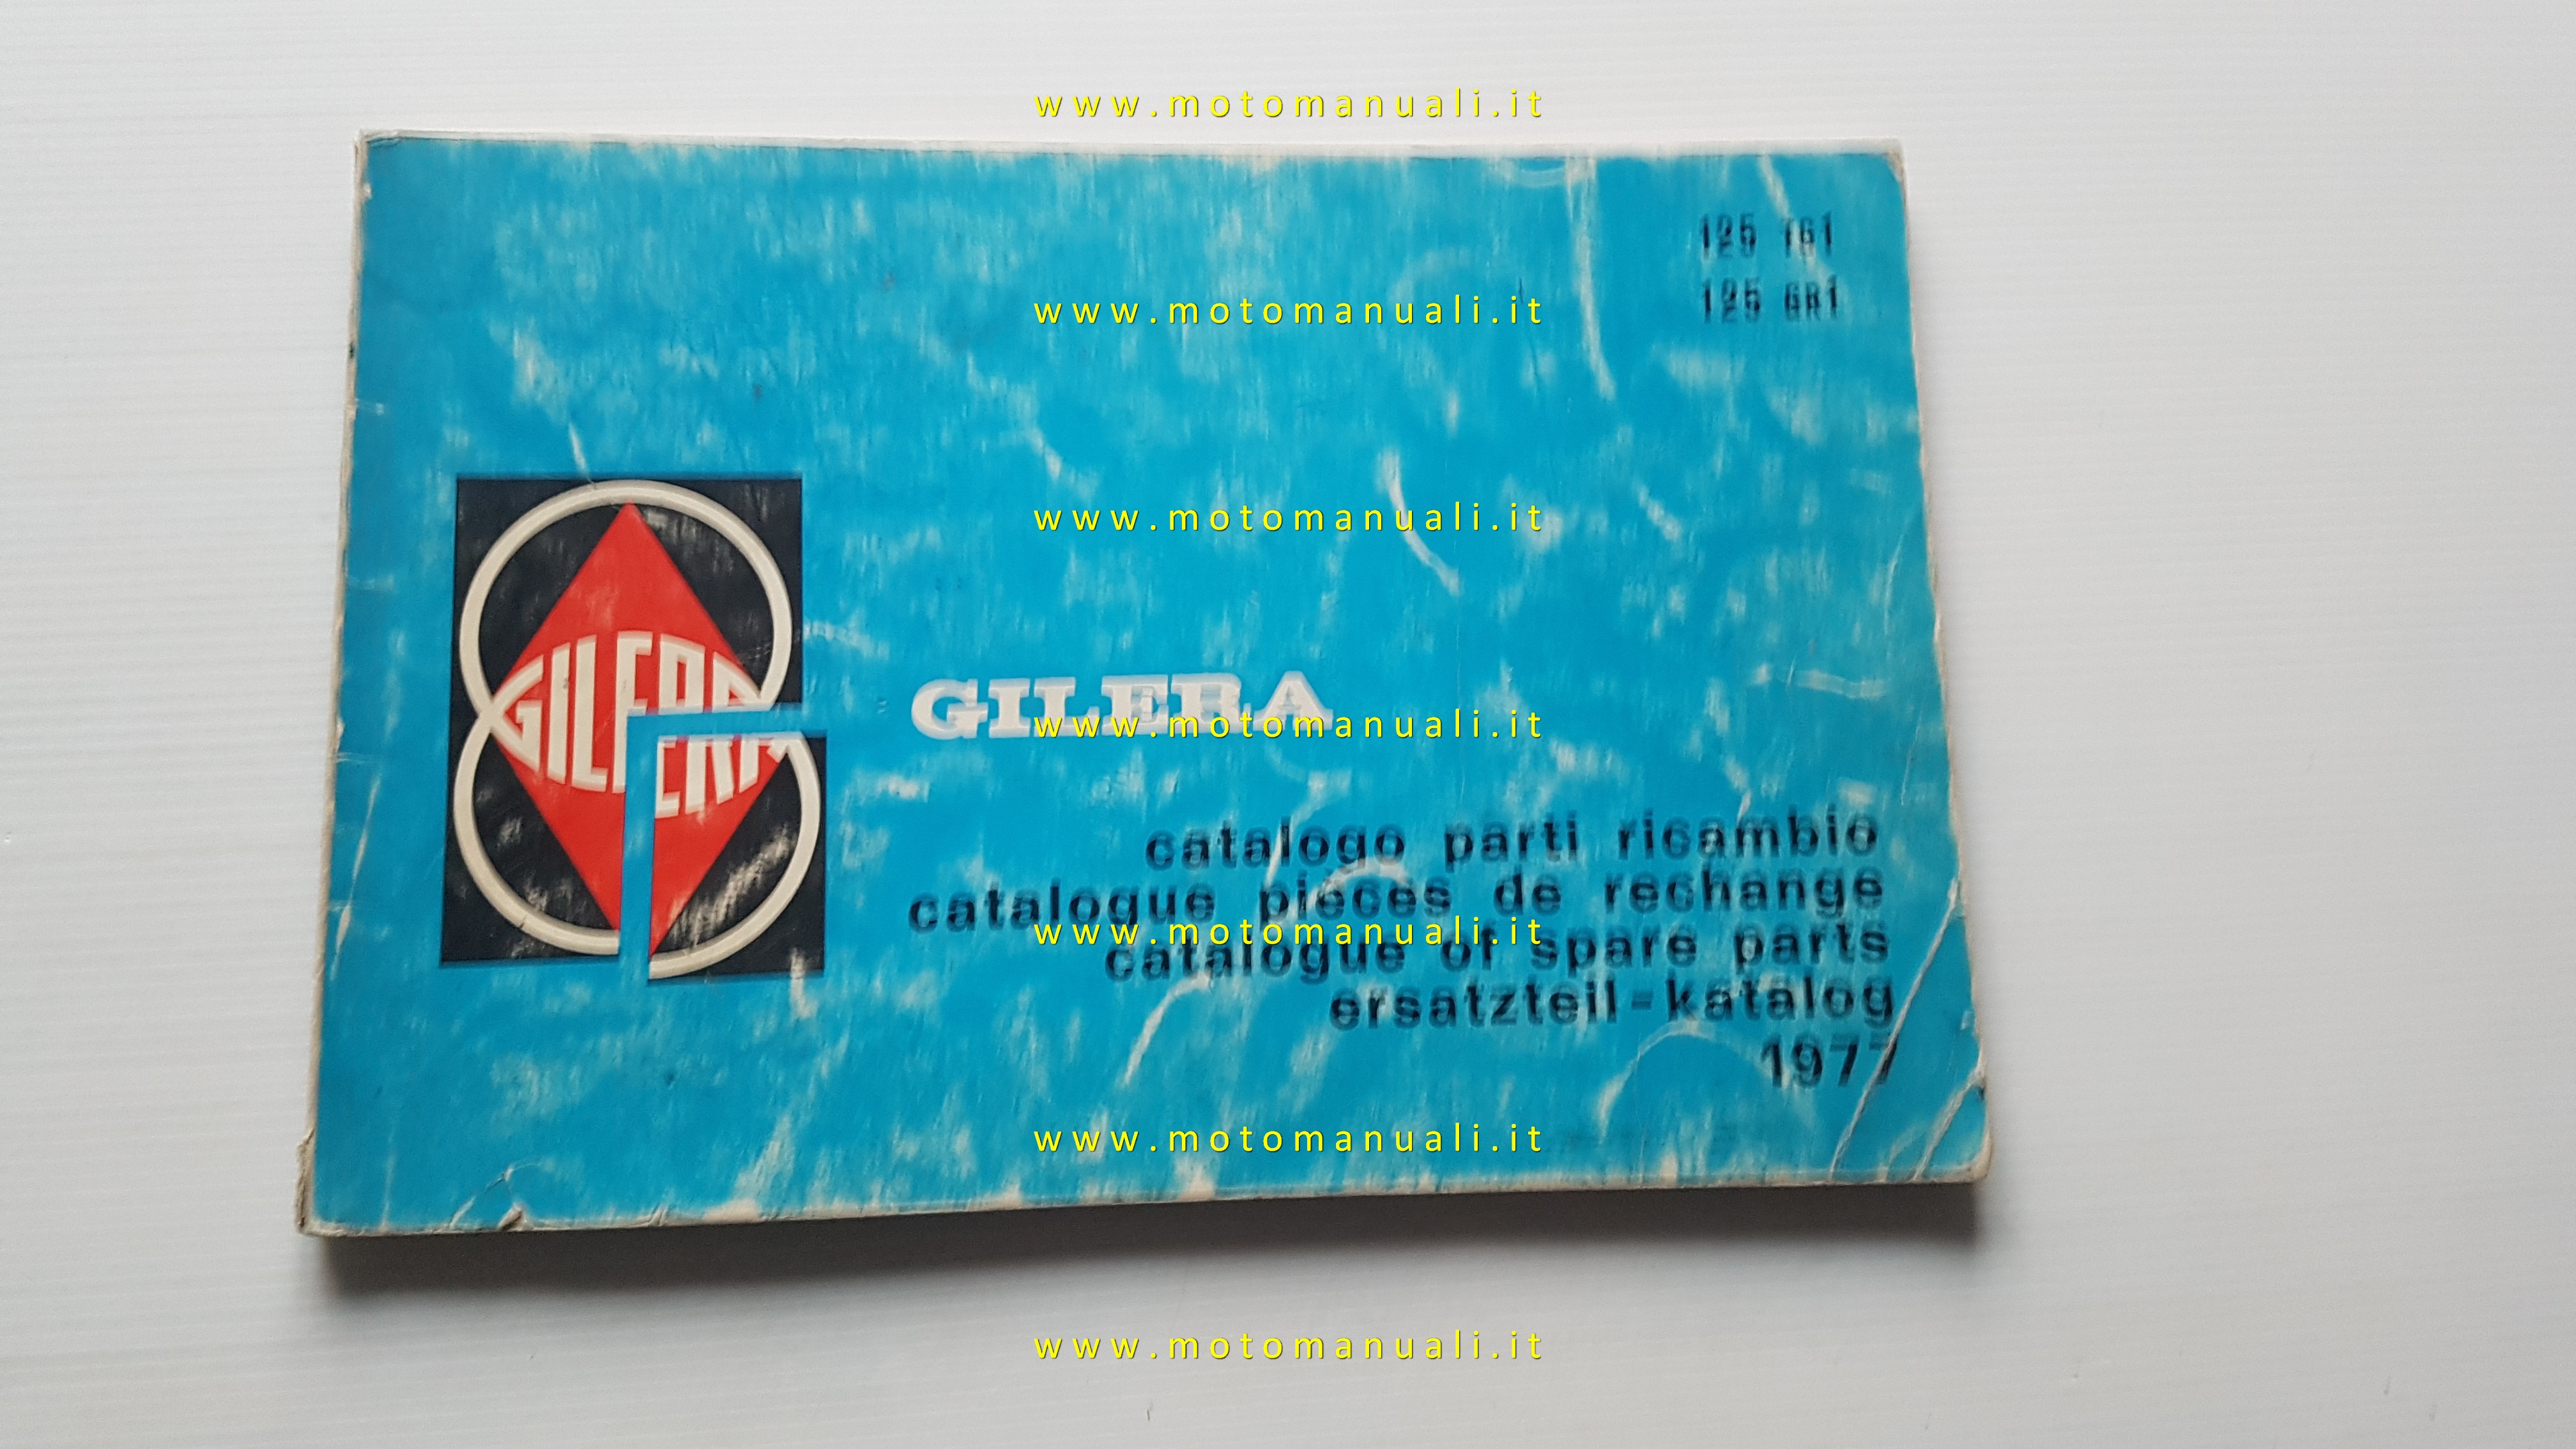 www.motomanuali.it
125 TG1
125 GR1
www.motomanuali.it
www.motomanuali.it
GILERA
GILERA
www.motomanuali.it
catalogo parti ricambio
catalogue pièces de rechange
www.motomanuali.it
catalogue of spare parts
ersatzteil-katalog
1977
www.motomanuali.it
www.motomanuali.it